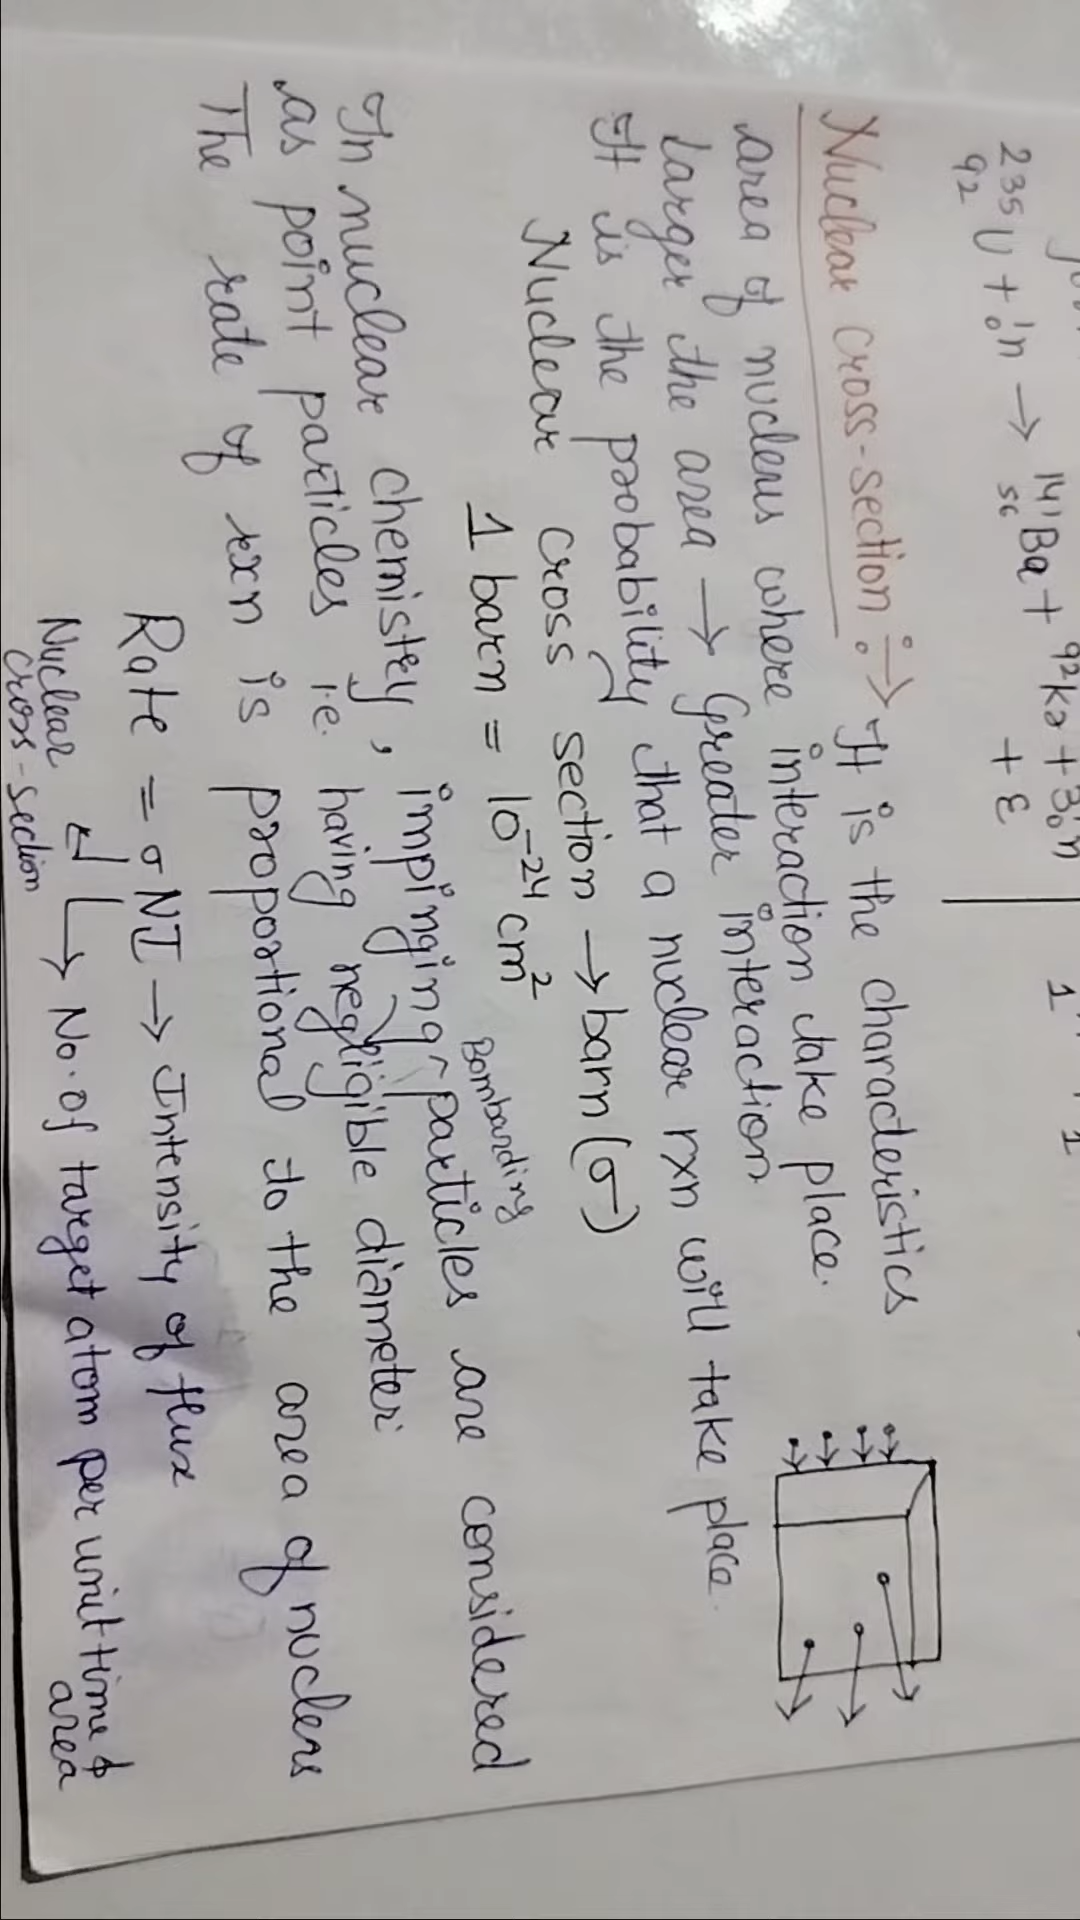 ²³⁵₉₂U + ¹₀n → ¹⁴¹₅₆Ba + ⁹²Kr + 3¹₀n
+ E
Nuclear cross-section :→ It is the characteristics
area of nucleus where interaction take place.
Larger the area → Greater interaction
It is the probability that a nuclear rxn will take place.
Nuclear cross section → barn (σ)
1 barn = 10⁻²⁴ cm²
Bombarding
In nuclear chemistry, impinging ^ particles are considered
as point particles i.e. having negligible diameter
The rate of rxn is proportional to the area of nucleus
Rate = σNI → Intensity of flux
Nuclear cross-section ↲ ↳ No. of target atom per unit time &
area